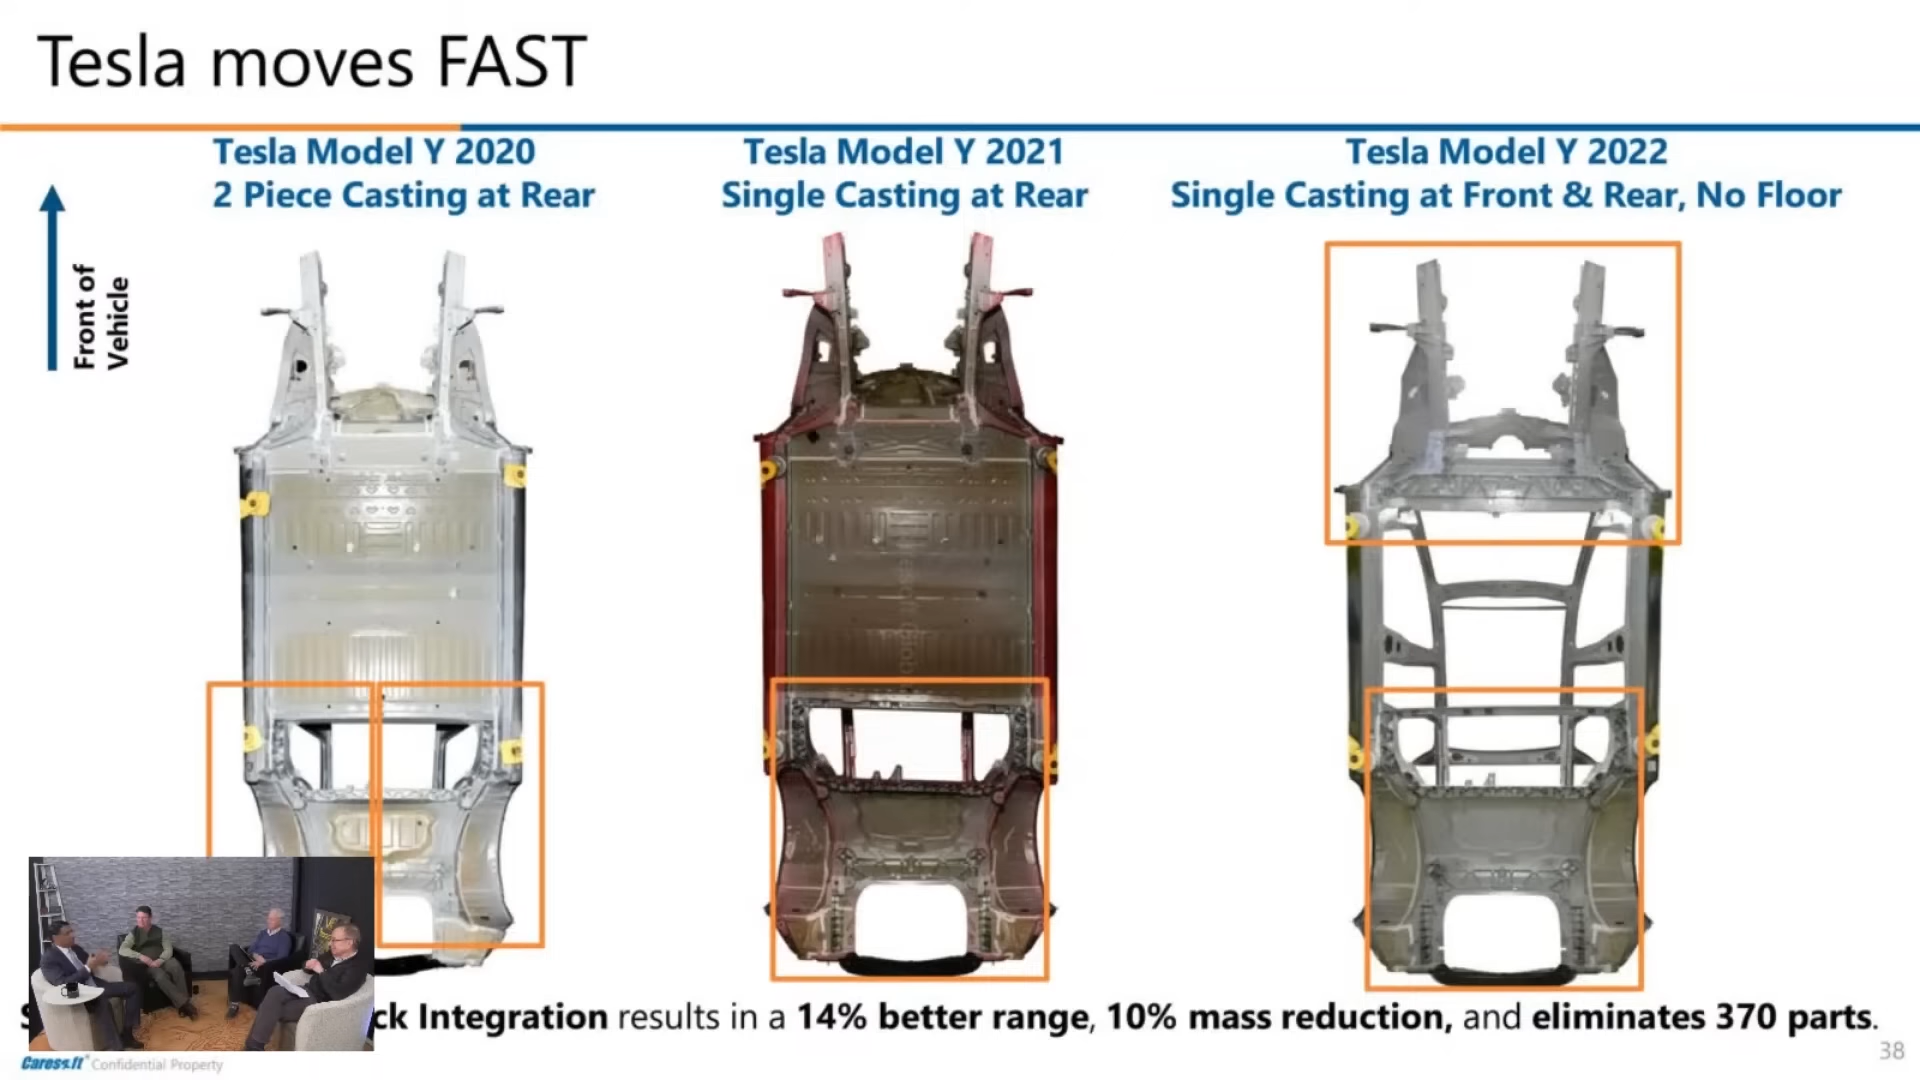 Tesla moves FAST
Tesla Model Y 2020
2 Piece Casting at Rear
Tesla Model Y 2021
Single Casting at Rear
Tesla Model Y 2022
Single Casting at Front & Rear, No Floor
Front of
Vehicle
Integration results in a 14% better range, 10% mass reduction, and eliminates 370 parts.
Caresoft® Confidential Property
38